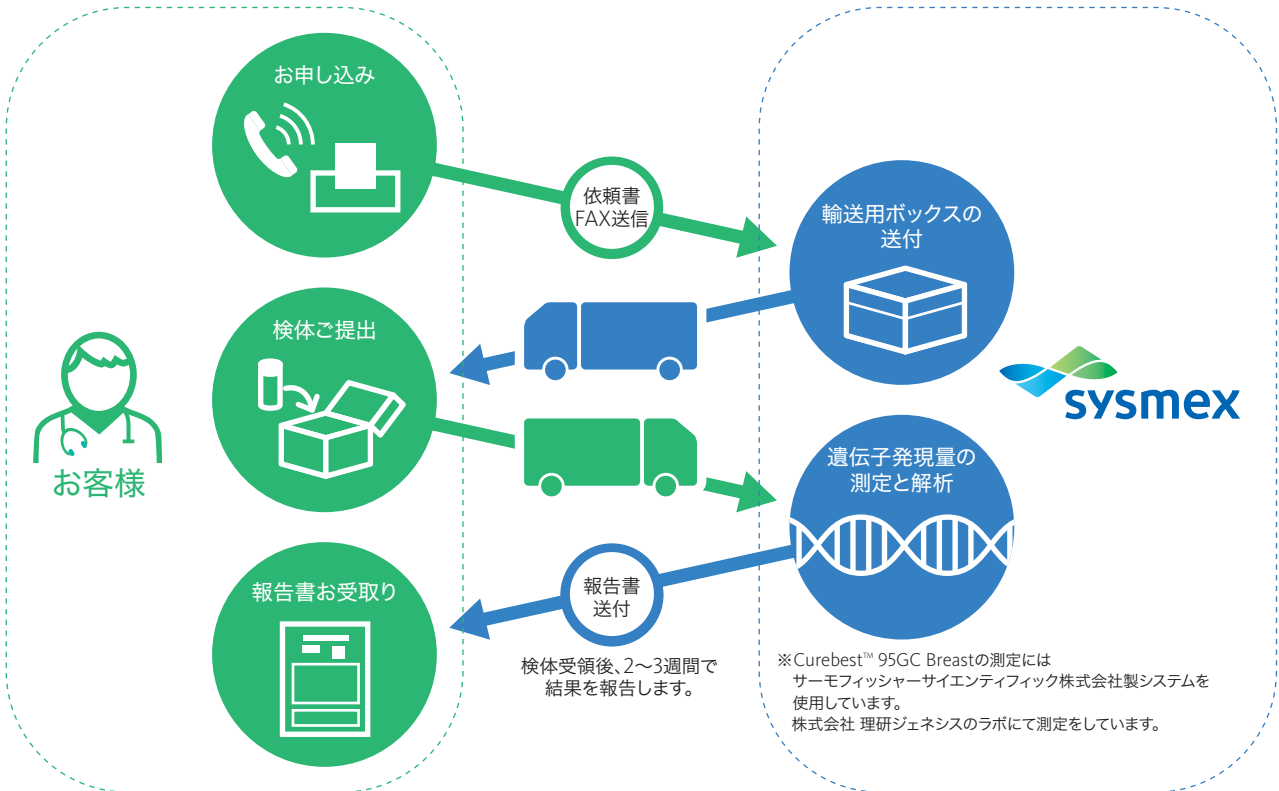 お申し込み
依頼書
FAX送信
輸送用ボックスの
送付
検体ご提出
お客様
sysmex
遺伝子発現量の
測定と解析
報告書お受取り
報告書
送付
検体受領後、2〜3週間で
結果を報告します。
※Curebest™ 95GC Breastの測定には
サーモフィッシャーサイエンティフィック株式会社製システムを
使用しています。
株式会社 理研ジェネシスのラボにて測定をしています。